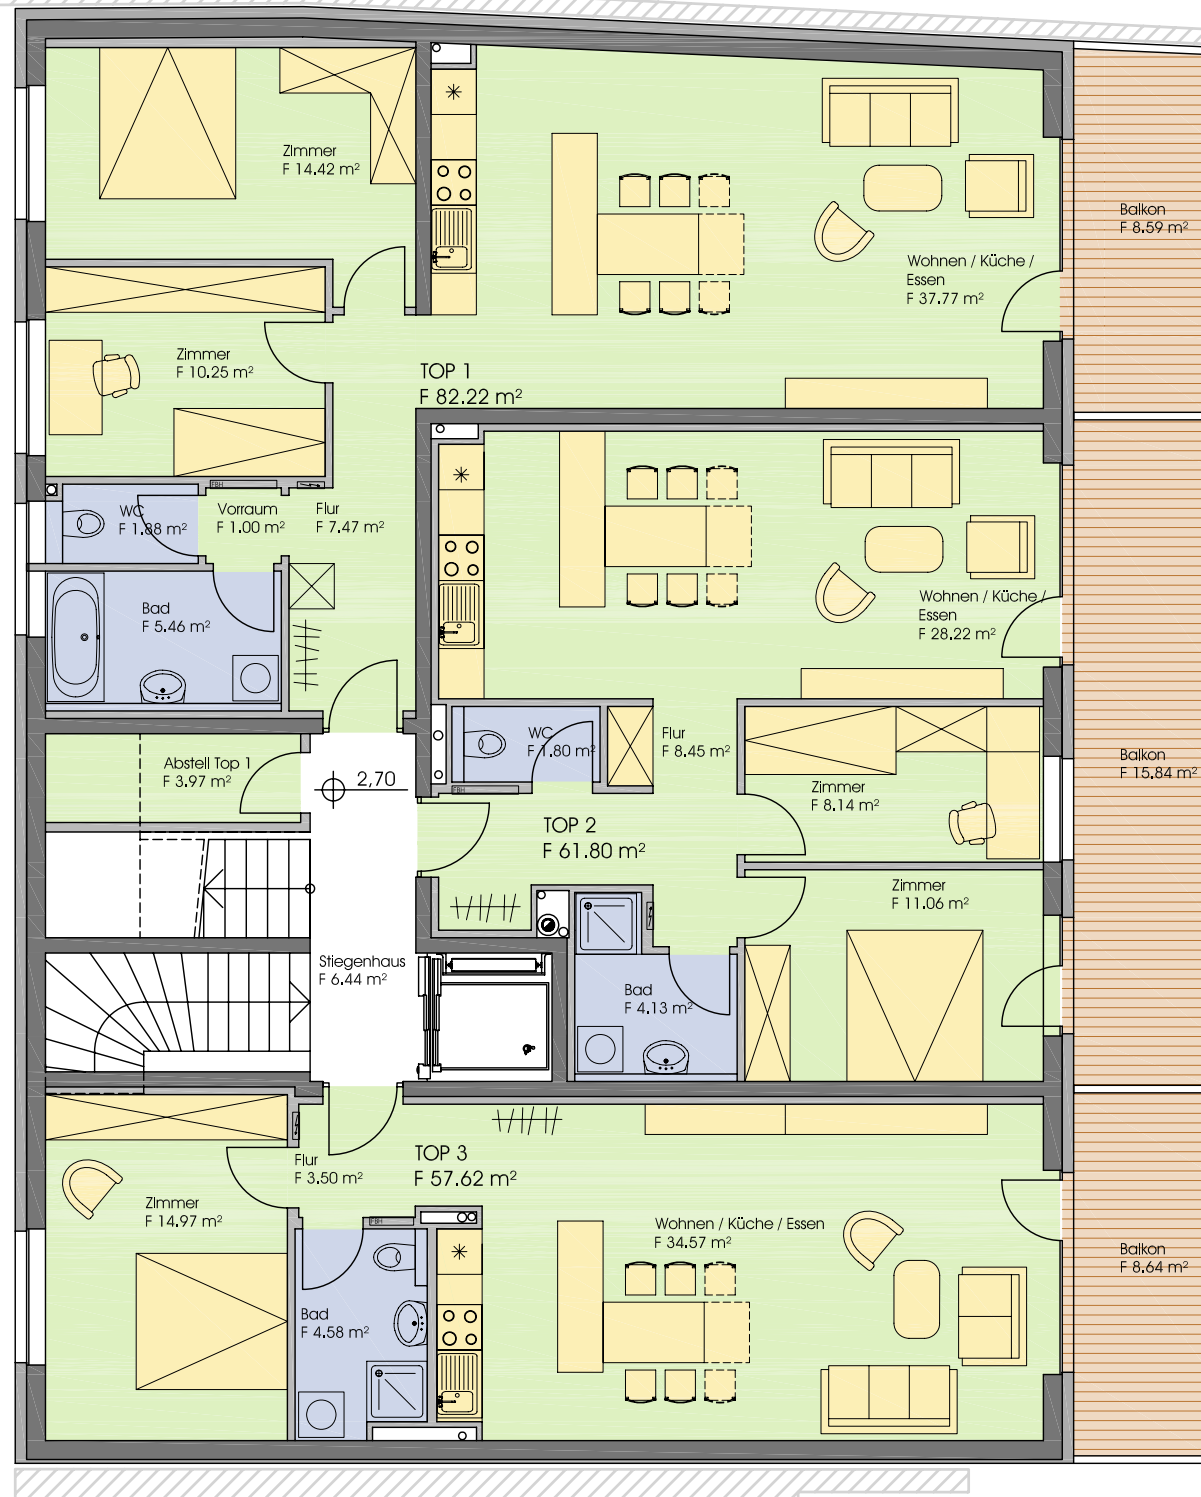 Zimmer
F 14.42 m²
Balkon
F 8.59 m²
Wohnen / Küche /
Essen
F 37.77 m²
Zimmer
F 10.25 m²
TOP 1
F 82.22 m²
FBH
WC
F 1.88 m²
Vorraum
F 1.00 m²
Flur
F 7.47 m²
Bad
F 5.46 m²
Wohnen / Küche /
Essen
F 28.22 m²
Abstell Top 1
F 3.97 m²
2,70
WC
F 1.80 m²
Flur
F 8.45 m²
Balkon
F 15.84 m²
FBH
Zimmer
F 8.14 m²
TOP 2
F 61.80 m²
Zimmer
F 11.06 m²
Stiegenhaus
F 6.44 m²
Bad
F 4.13 m²
TOP 3
F 57.62 m²
Flur
F 3.50 m²
Zimmer
F 14.97 m²
FBH
Wohnen / Küche / Essen
F 34.57 m²
Balkon
F 8.64 m²
Bad
F 4.58 m²